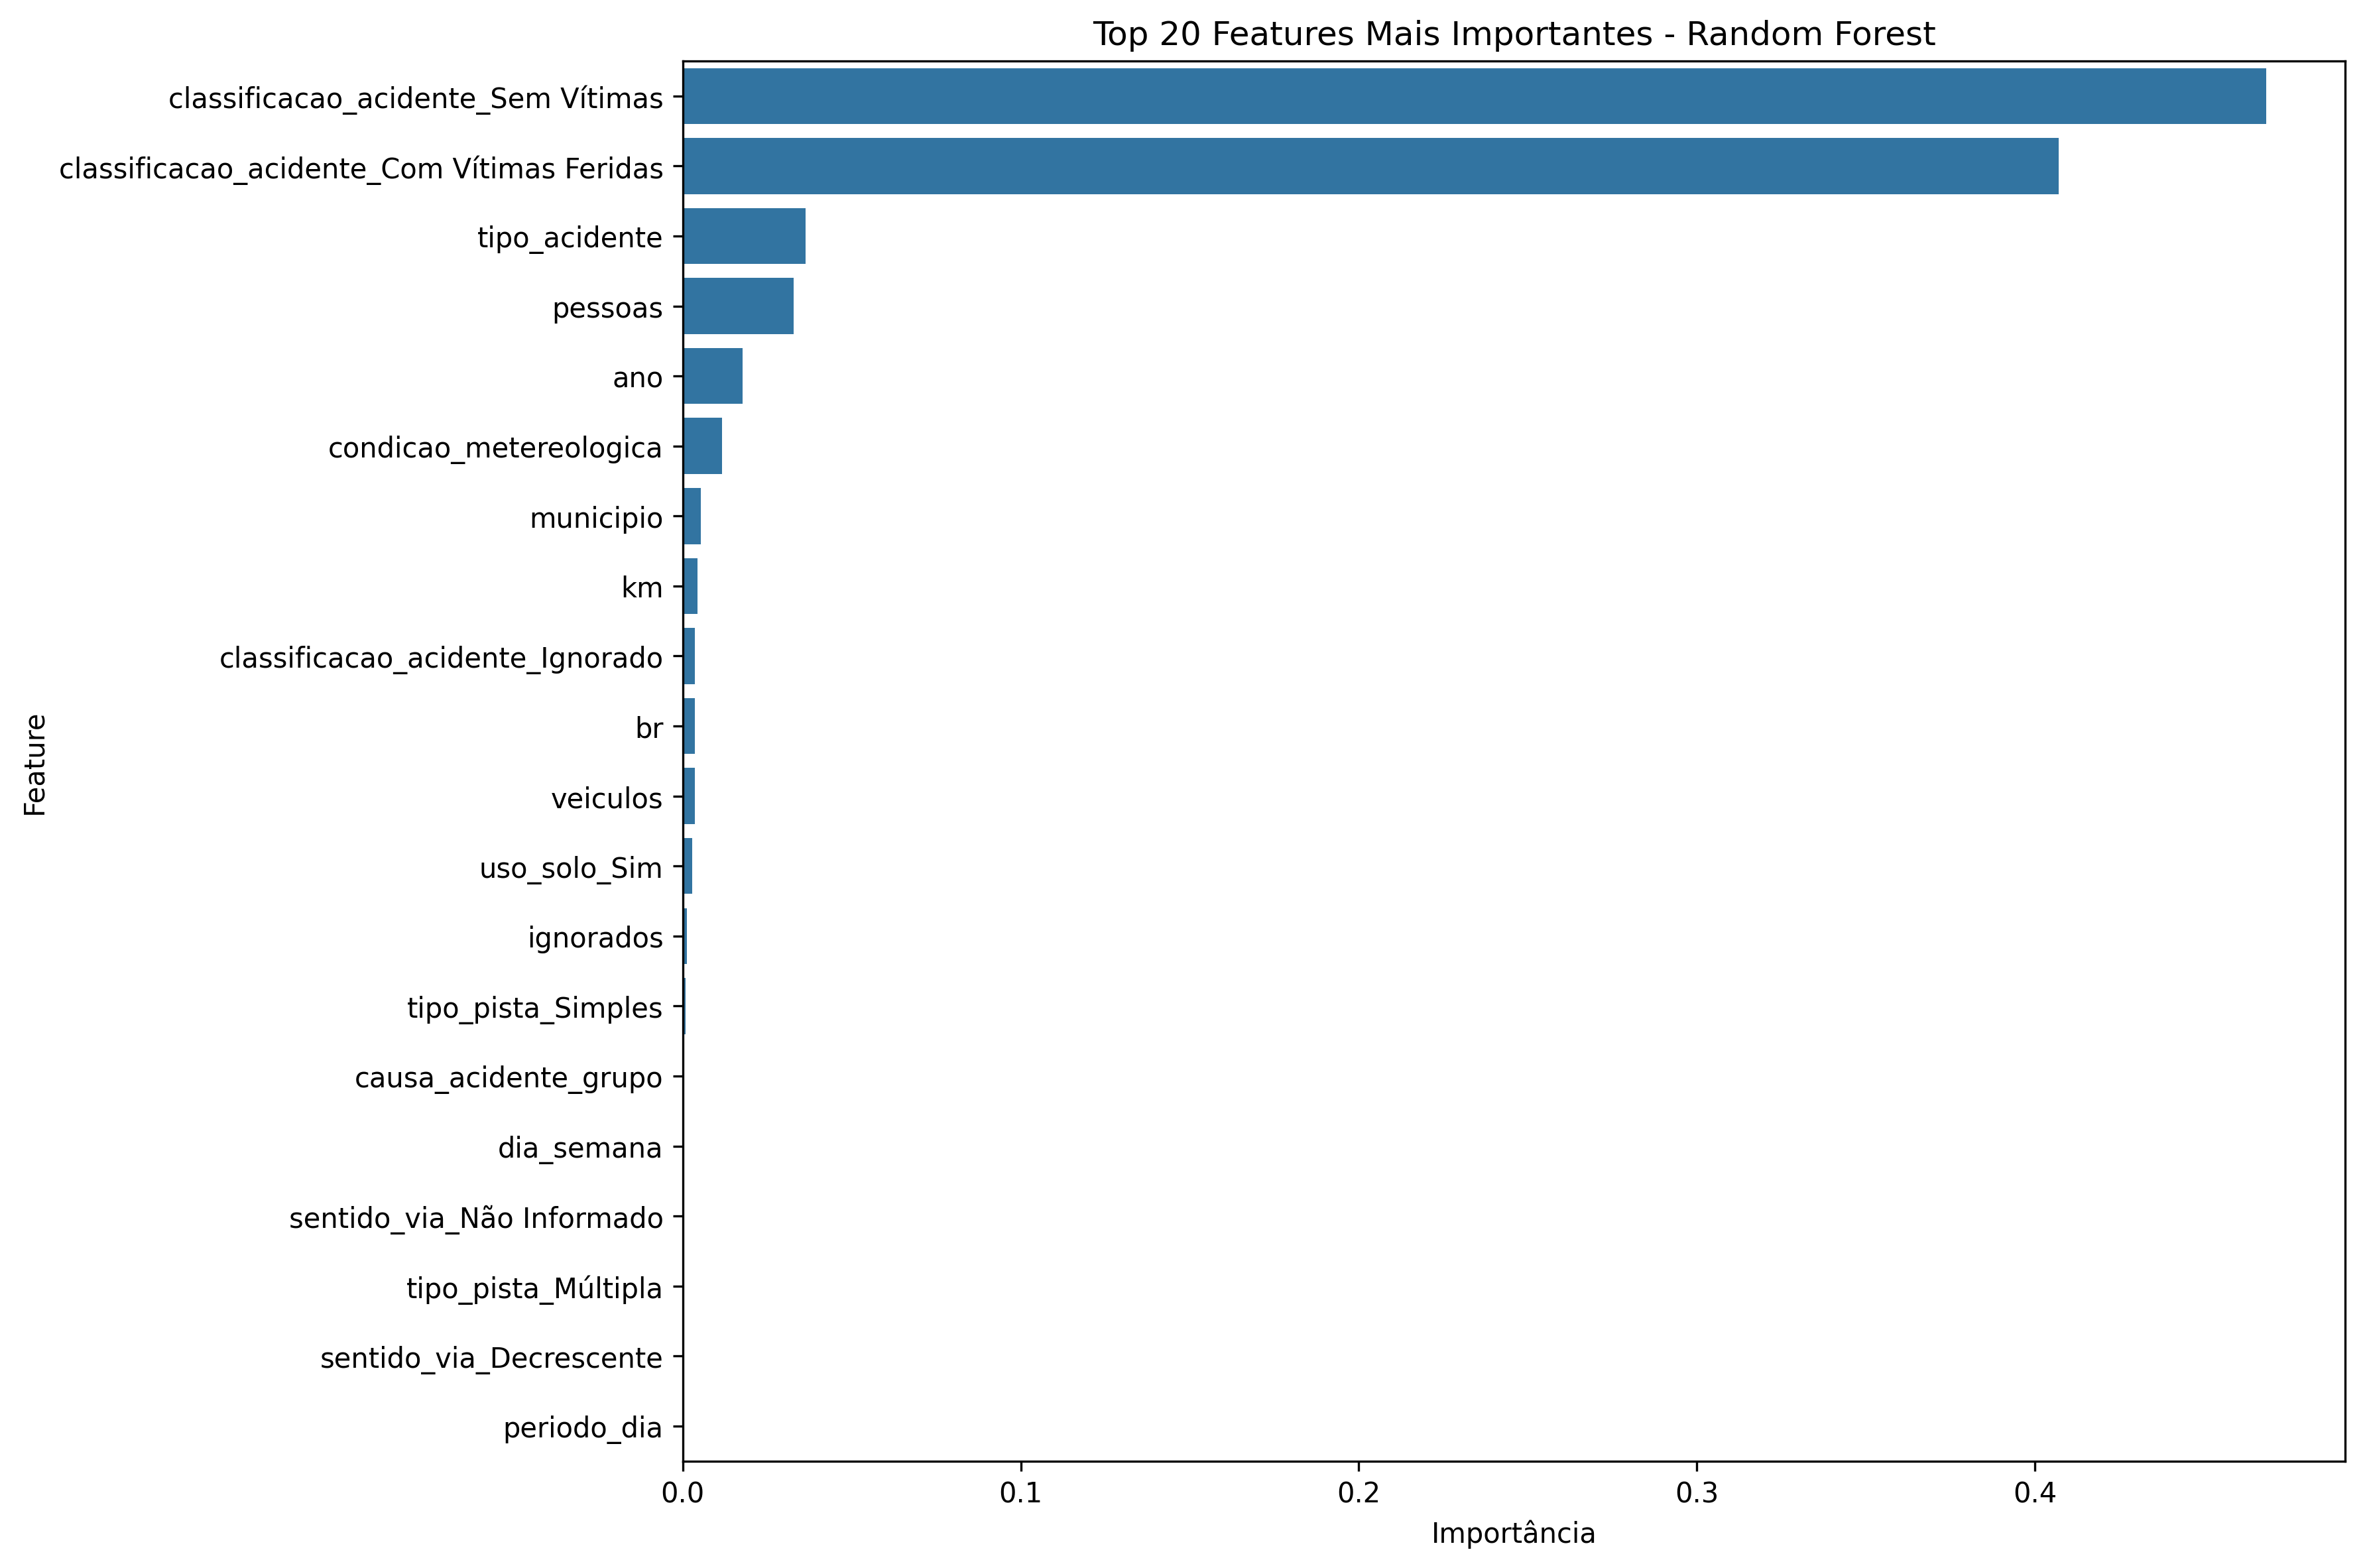 Top 20 Features Mais Importantes - Random Forest
classificacao_acidente_Sem Vítimas
classificacao_acidente_Com Vítimas Feridas
tipo_acidente
pessoas
ano
condicao_metereologica
municipio
km
classificacao_acidente_Ignorado
br
veiculos
uso_solo_Sim
ignorados
tipo_pista_Simples
causa_acidente_grupo
dia_semana
sentido_via_Não Informado
tipo_pista_Múltipla
sentido_via_Decrescente
periodo_dia
Feature
0.0 0.1 0.2 0.3 0.4
Importância